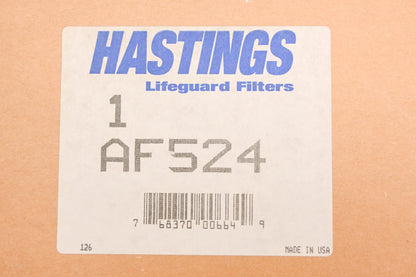 HASTINGS
Lifeguard Filters
1
AF524
7 68370 00664 9
126 MADE IN USA